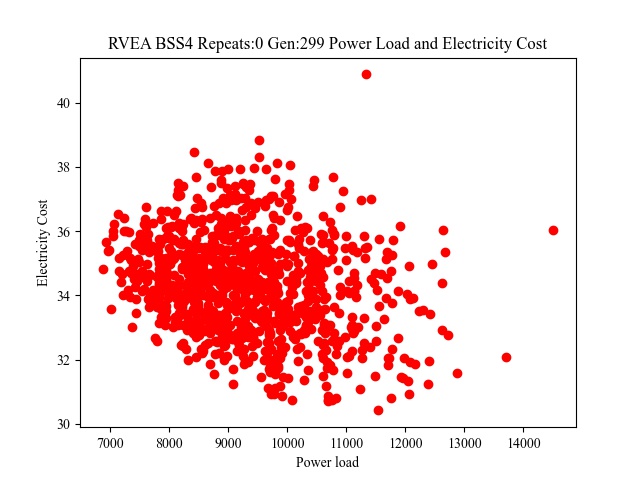 RVEA BSS4 Repeats:0 Gen:299 Power Load and Electricity Cost
40
38
36
34
32
30
Electricity Cost
7000 8000 9000 10000 11000 12000 13000 14000
Power load